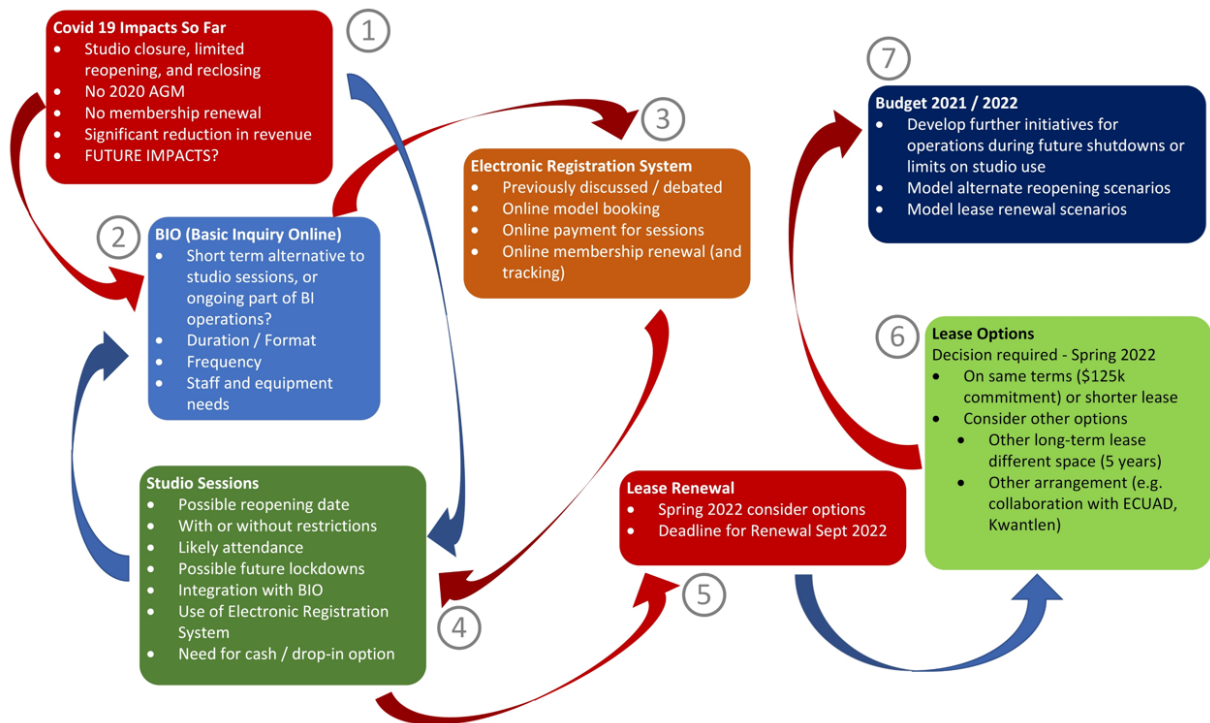 1
Covid 19 Impacts So Far
• Studio closure, limited
reopening, and reclosing
• No 2020 AGM
• No membership renewal
• Significant reduction in revenue
• FUTURE IMPACTS?
2
BIO (Basic Inquiry Online)
• Short term alternative to
studio sessions, or
ongoing part of BI
operations?
• Duration / Format
• Frequency
• Staff and equipment
needs
3
Electronic Registration System
• Previously discussed / debated
• Online model booking
• Online payment for sessions
• Online membership renewal (and
tracking)
4
Studio Sessions
• Possible reopening date
• With or without restrictions
• Likely attendance
• Possible future lockdowns
• Integration with BIO
• Use of Electronic Registration
System
• Need for cash / drop-in option
5
Lease Renewal
• Spring 2022 consider options
• Deadline for Renewal Sept 2022
6
Lease Options
Decision required - Spring 2022
• On same terms ($125k
commitment) or shorter lease
• Consider other options
• Other long-term lease
different space (5 years)
• Other arrangement (e.g.
collaboration with ECUAD,
Kwantlen)
7
Budget 2021 / 2022
• Develop further initiatives for
operations during future shutdowns or
limits on studio use
• Model alternate reopening scenarios
• Model lease renewal scenarios